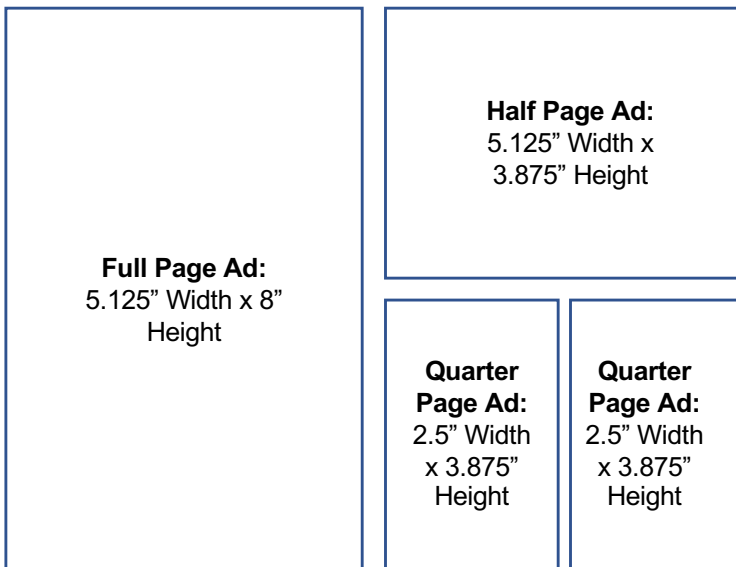 Full Page Ad:
5.125” Width x 8”
Height
Half Page Ad:
5.125” Width x
3.875” Height
Quarter
Page Ad:
2.5” Width
x 3.875”
Height
Quarter
Page Ad:
2.5” Width
x 3.875”
Height